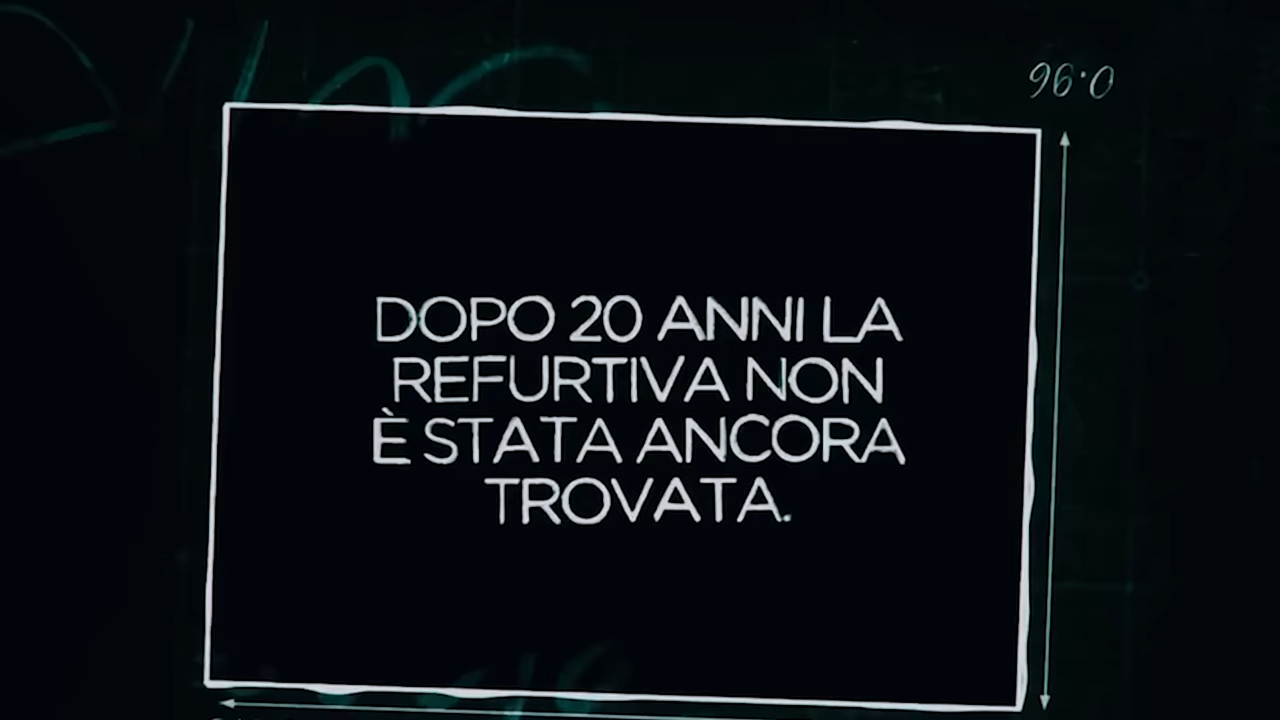 96.0
DOPO 20 ANNI LA
REFURTIVA NON
È STATA ANCORA
TROVATA.